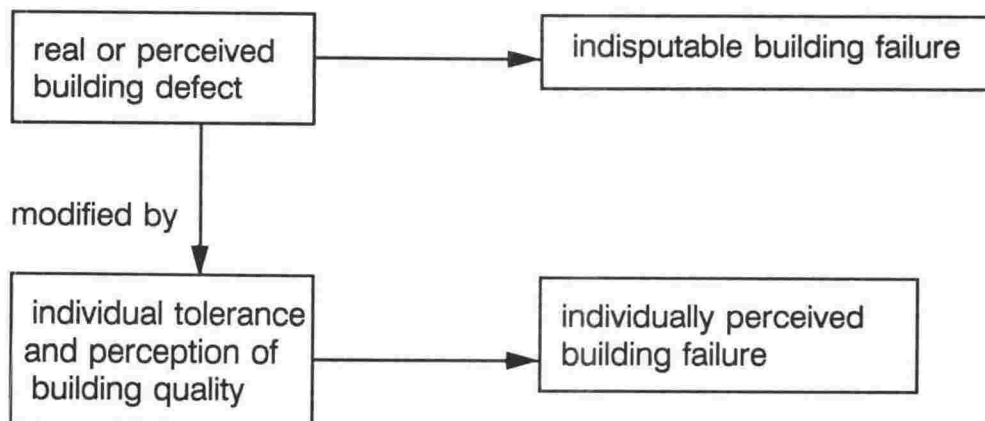 real or perceived
building defect
indisputable building failure
modified by
individual tolerance
and perception of
building quality
individually perceived
building failure